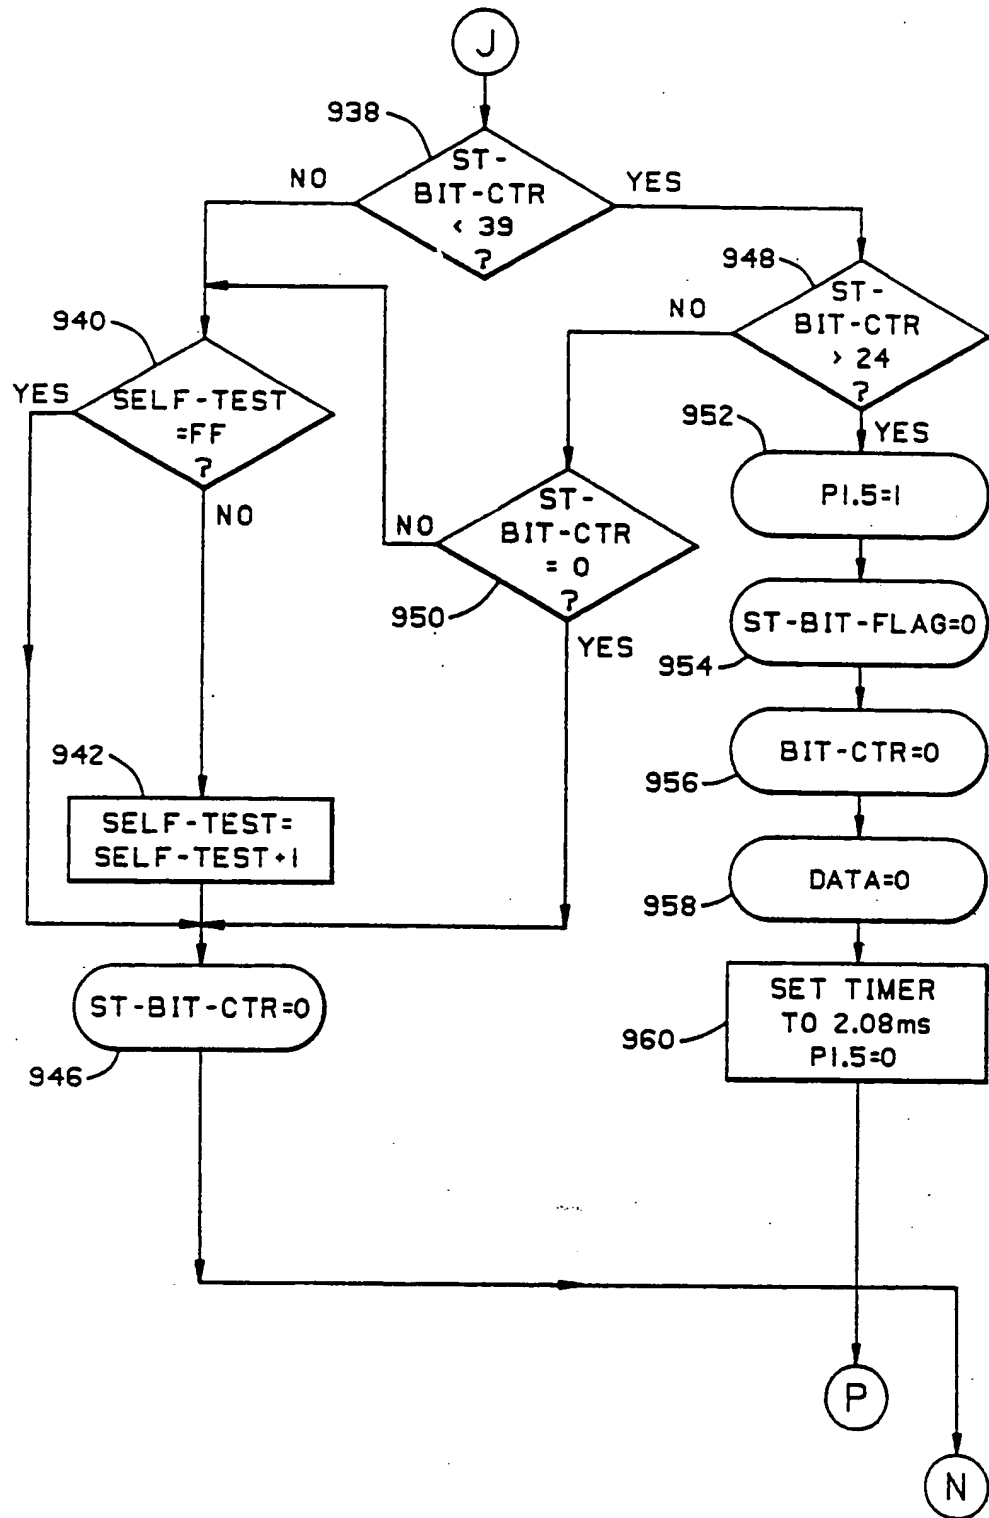 J
938
ST-
BIT-CTR
< 39
?
NO
YES
948
ST-
BIT-CTR
> 24
?
NO
YES
940
SELF-TEST
=FF
?
YES
NO
952
P1.5=1
ST-
BIT-CTR
= 0
?
NO
YES
950
ST-BIT-FLAG=0
954
BIT-CTR=0
956
942
SELF-TEST=
SELF-TEST+1
DATA=0
958
ST-BIT-CTR=0
946
SET TIMER
TO 2.08ms
P1.5=0
960
P
N